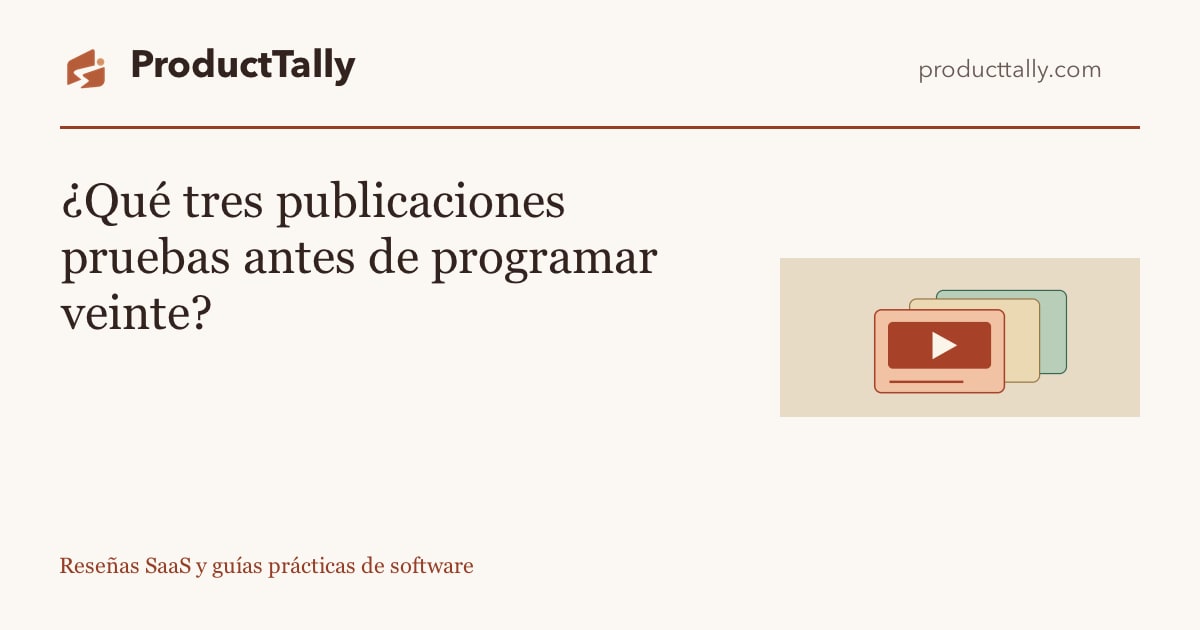 ProductTally
producttally.com
¿Qué tres publicaciones
pruebas antes de programar
veinte?
Reseñas SaaS y guías prácticas de software